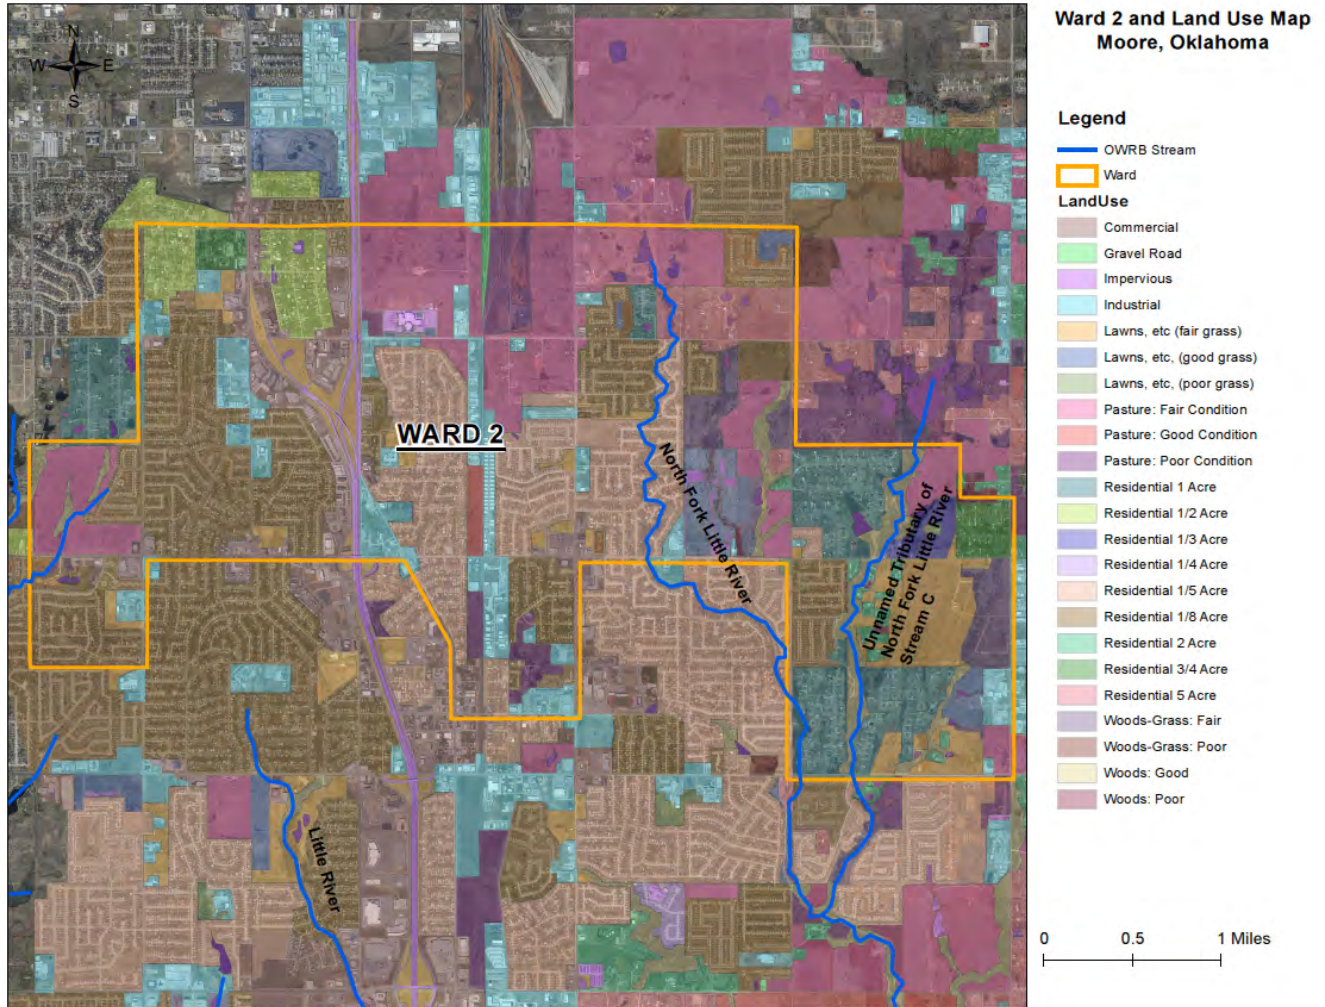 Ward 2 and Land Use Map
Moore, Oklahoma
N
W E
S
WARD 2
North Fork Little River
Unnamed Tributary of
North Fork Little River
Stream C
Little River
Legend
OWRB Stream
Ward
LandUse
Commercial
Gravel Road
Impervious
Industrial
Lawns, etc (fair grass)
Lawns, etc, (good grass)
Lawns, etc, (poor grass)
Pasture: Fair Condition
Pasture: Good Condition
Pasture: Poor Condition
Residential 1 Acre
Residential 1/2 Acre
Residential 1/3 Acre
Residential 1/4 Acre
Residential 1/5 Acre
Residential 1/8 Acre
Residential 2 Acre
Residential 3/4 Acre
Residential 5 Acre
Woods-Grass: Fair
Woods-Grass: Poor
Woods: Good
Woods: Poor
0 0.5 1 Miles